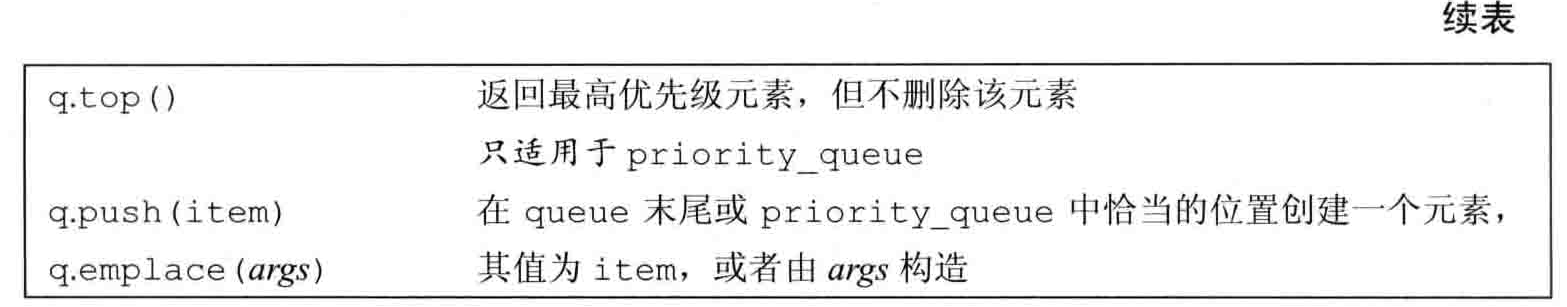 续表
q.top() 返回最高优先级元素，但不删除该元素
只适用于 priority_queue
q.push(item) 在 queue 末尾或 priority_queue 中恰当的位置创建一个元素，
q.emplace(args) 其值为 item，或者由 args 构造